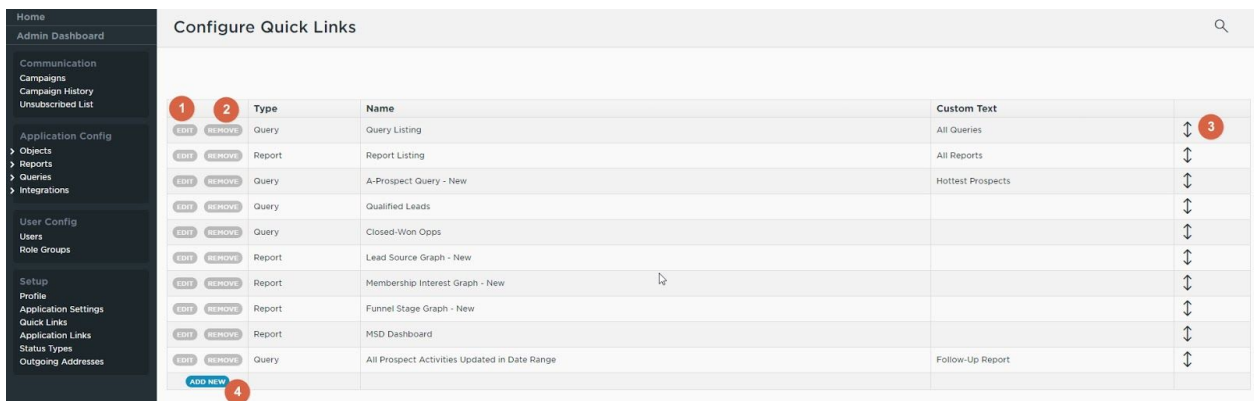 Home
Admin Dashboard
Communication
Campaigns
Campaign History
Unsubscribed List
Application Config
Objects
Reports
Queries
Integrations
User Config
Users
Role Groups
Setup
Profile
Application Settings
Quick Links
Application Links
Status Types
Outgoing Addresses
Configure Quick Links
1 2 Type Name Custom Text
EDIT REMOVE Query Query Listing All Queries 3
EDIT REMOVE Report Report Listing All Reports
EDIT REMOVE Query A-Prospect Query - New Hottest Prospects
EDIT REMOVE Query Qualified Leads
EDIT REMOVE Query Closed-Won Opps
EDIT REMOVE Report Lead Source Graph - New
EDIT REMOVE Report Membership Interest Graph - New
EDIT REMOVE Report Funnel Stage Graph - New
EDIT REMOVE Report MSD Dashboard
EDIT REMOVE Query All Prospect Activities Updated in Date Range Follow-Up Report
ADD NEW 4